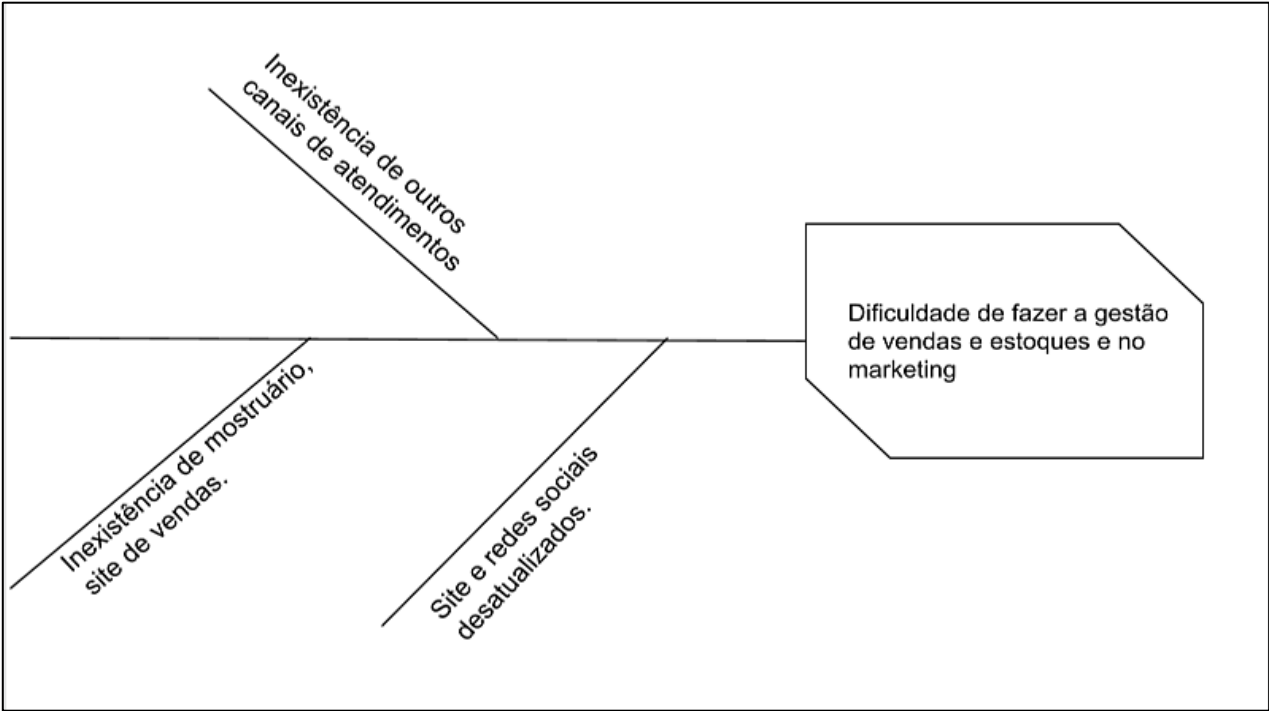 Inexistência de outros
canais de atendimentos
Dificuldade de fazer a gestão
de vendas e estoques e no
marketing
Inexistência de mostruário,
site de vendas.
Site e redes sociais
desatualizados.